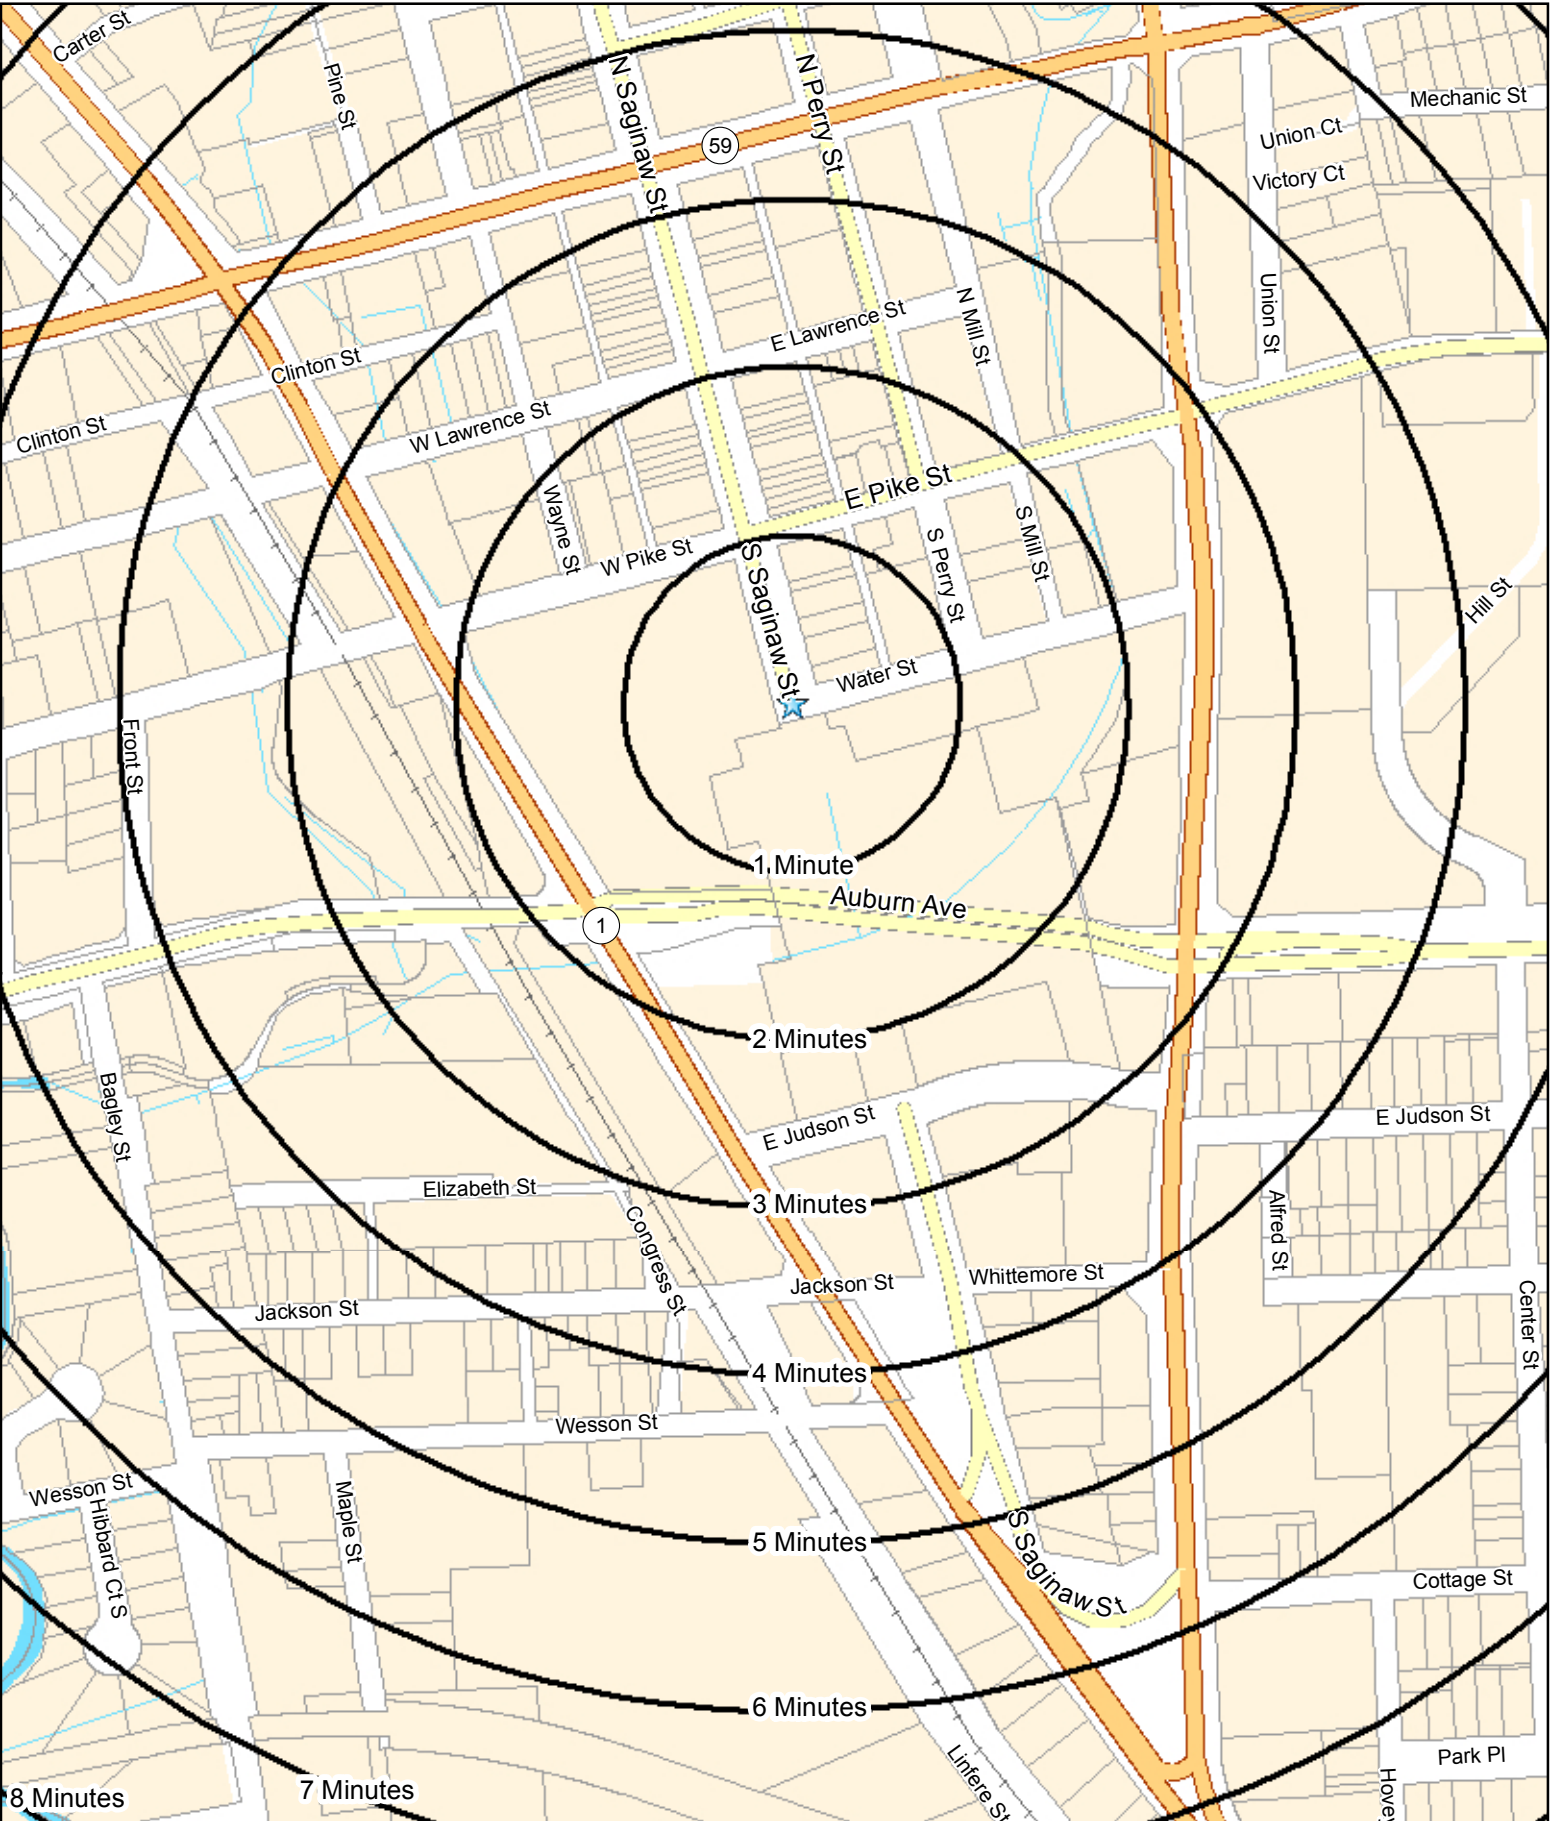 Carter St
Pine St
N Saginaw St
N Perry St
59
Mechanic St
Union Ct
Victory Ct
Union St
E Lawrence St
N Mill St
Clinton St
Clinton St
W Lawrence St
E Pike St
Wayne St
W Pike St
S Saginaw St
S Perry St
S Mill St
Hill St
Water St
Front St
1 Minute
Auburn Ave
1
2 Minutes
Bagley St
E Judson St
E Judson St
Elizabeth St
3 Minutes
Alfred St
Congress St
Jackson St
Jackson St
Whittemore St
Center St
4 Minutes
Wesson St
Wesson St
Hibbard Ct S
Maple St
5 Minutes
S Saginaw St
Cottage St
6 Minutes
Linfere St
Park Pl
Hovey
7 Minutes
8 Minutes